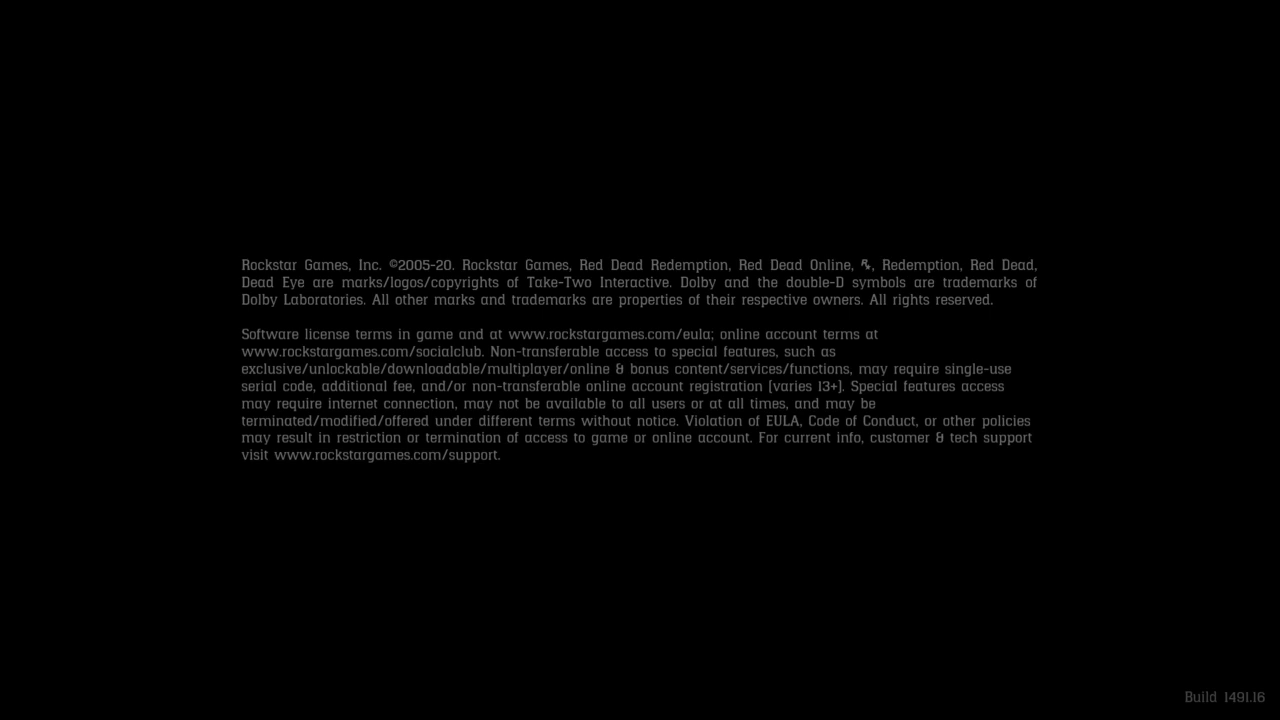 Rockstar Games, Inc. ©2005-20. Rockstar Games, Red Dead Redemption, Red Dead Online, R*, Redemption, Red Dead,
Dead Eye are marks/logos/copyrights of Take-Two Interactive. Dolby and the double-D symbols are trademarks of
Dolby Laboratories. All other marks and trademarks are properties of their respective owners. All rights reserved.
Software license terms in game and at www.rockstargames.com/eula; online account terms at
www.rockstargames.com/socialclub. Non-transferable access to special features, such as
exclusive/unlockable/downloadable/multiplayer/online & bonus content/services/functions, may require single-use
serial code, additional fee, and/or non-transferable online account registration (varies 13+). Special features access
may require internet connection, may not be available to all users or at all times, and may be
terminated/modified/offered under different terms without notice. Violation of EULA, Code of Conduct, or other policies
may result in restriction or termination of access to game or online account. For current info, customer & tech support
visit www.rockstargames.com/support.
Build 1491.16